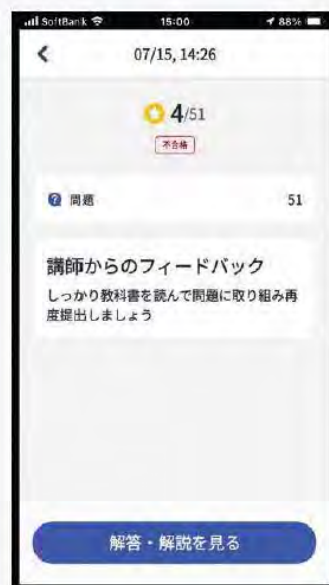 SoftBank 15:00 88%
07/15, 14:26
4/51
不合格
問題 51
講師からのフィードバック
しっかり教科書を読んで問題に取り組み再
度提出しましょう
解答・解説を見る